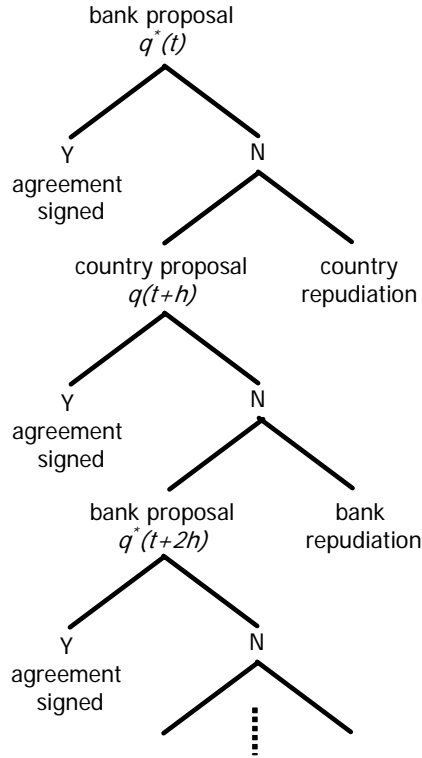 bank proposal
q*(t)
Y
N
agreement
signed
country proposal
q(t+h)
country
repudiation
Y
N
agreement
signed
bank proposal
q*(t+2h)
bank
repudiation
Y
N
agreement
signed